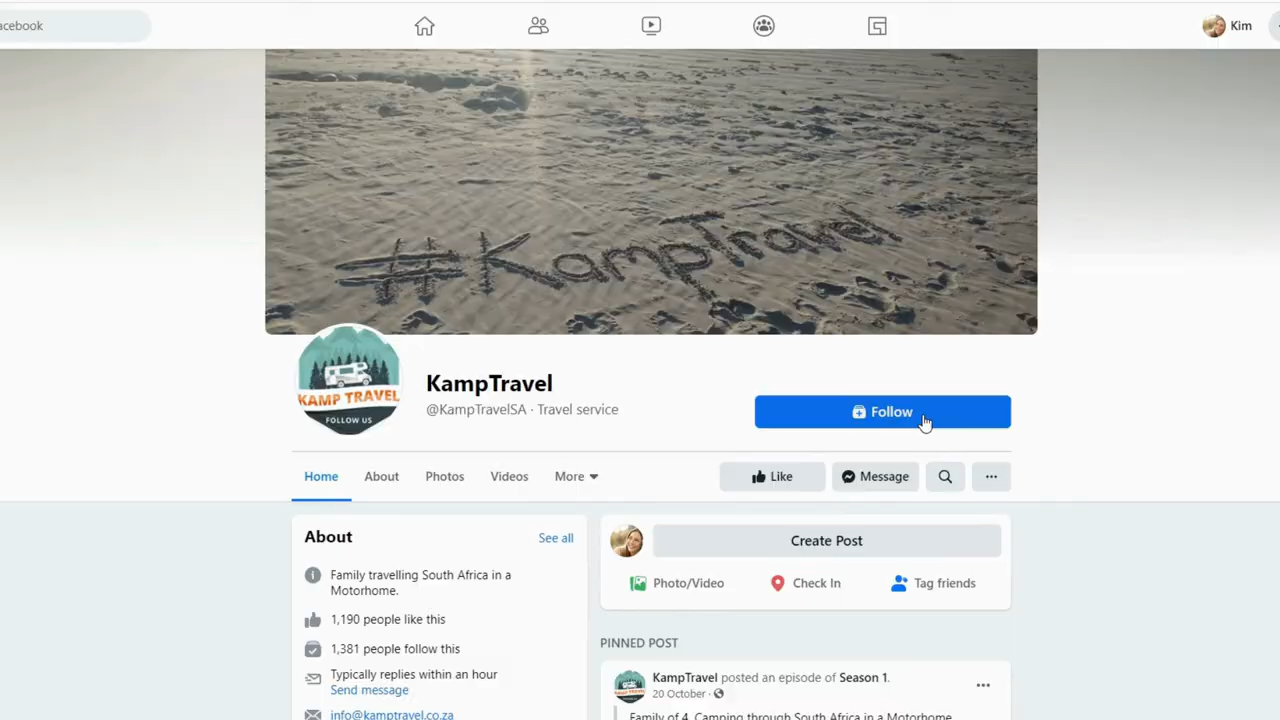 acebook
Kim
#KampTravel
KAMP TRAVEL
FOLLOW US
KampTravel
@KampTravelSA · Travel service
Follow
Home
About
Photos
Videos
More
Like
Message
About
See all
Family travelling South Africa in a
Motorhome.
1,190 people like this
1,381 people follow this
Typically replies within an hour
Send message
info@kamptravel.co.za
Create Post
Photo/Video
Check In
Tag friends
PINNED POST
KampTravel posted an episode of Season 1.
20 October ·
Family of 4, Camping through South Africa in a Motorhome